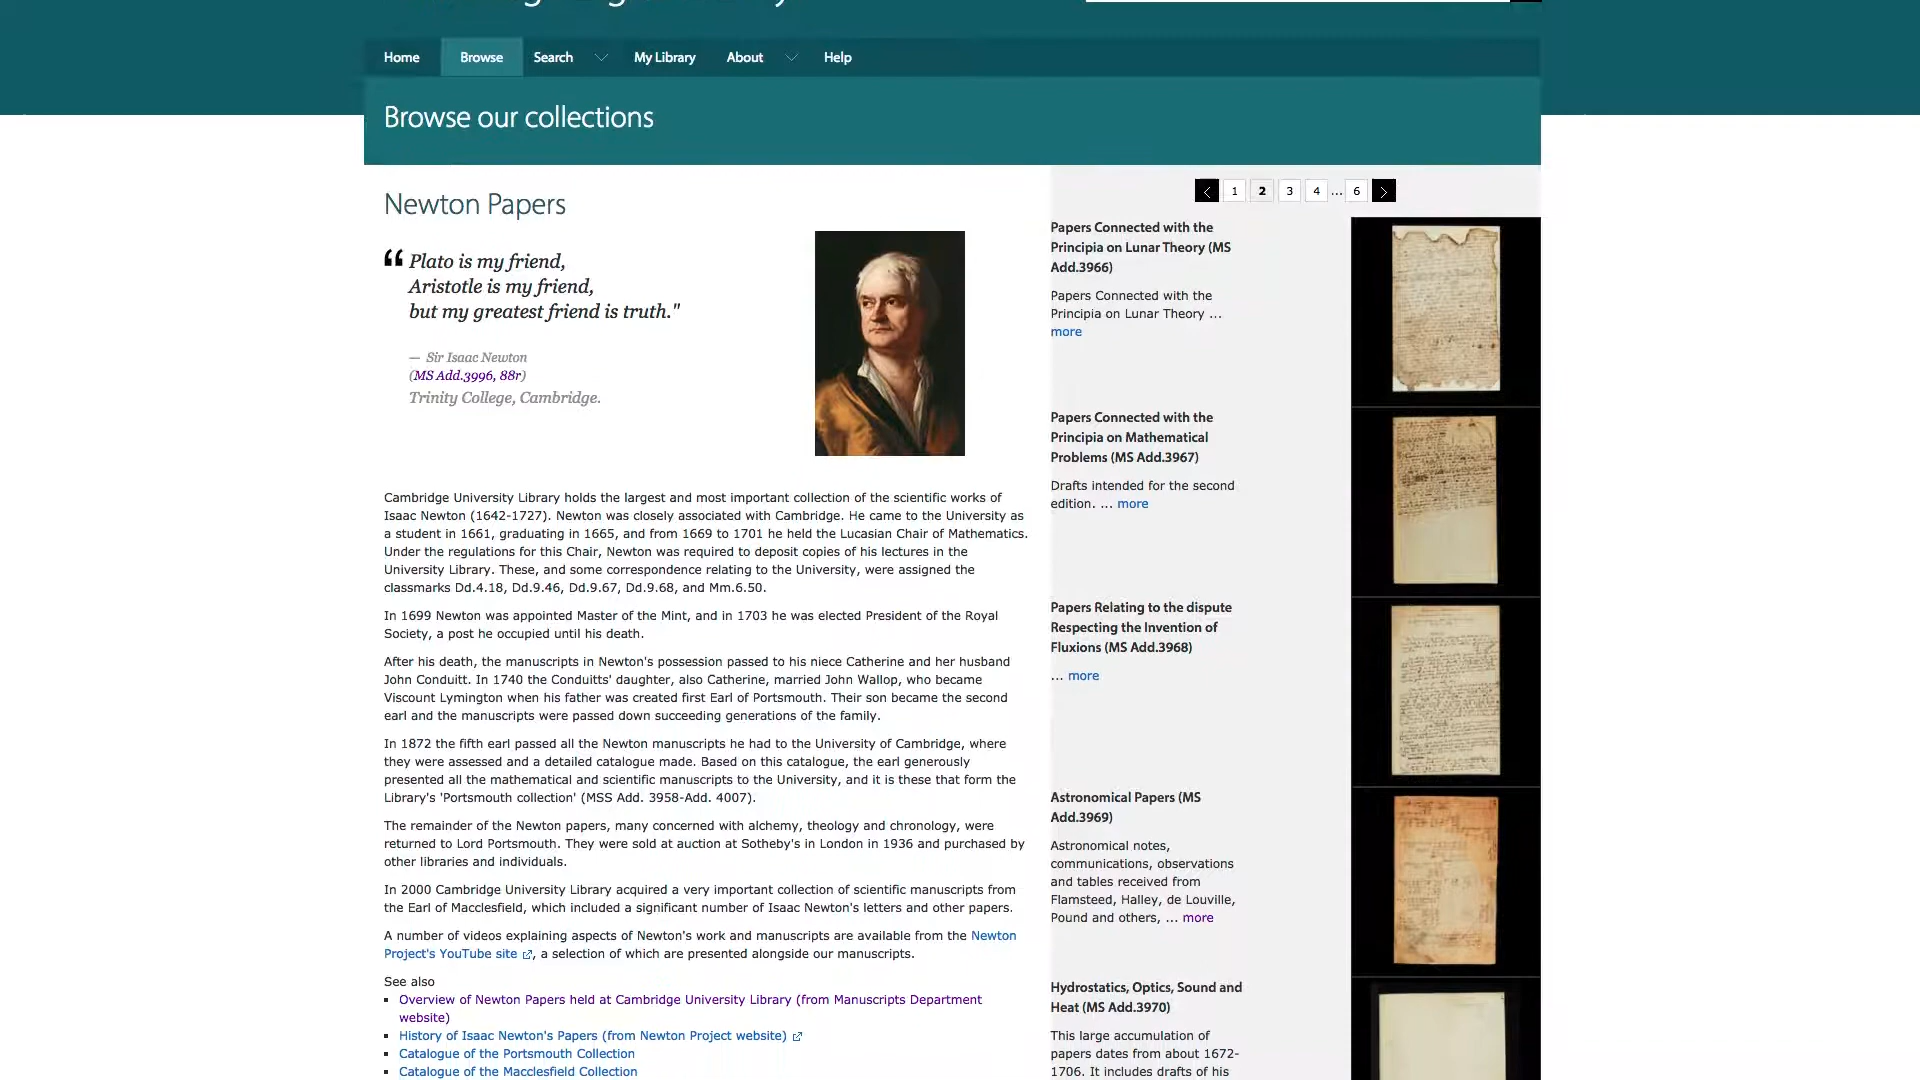 Home Browse Search My Library About Help
Browse our collections
Newton Papers
“ Plato is my friend,
Aristotle is my friend,
but my greatest friend is truth."
— Sir Isaac Newton
(MS Add.3996, 88r)
Trinity College, Cambridge.
Cambridge University Library holds the largest and most important collection of the scientific works of
Isaac Newton (1642-1727). Newton was closely associated with Cambridge. He came to the University as
a student in 1661, graduating in 1665, and from 1669 to 1701 he held the Lucasian Chair of Mathematics.
Under the regulations for this Chair, Newton was required to deposit copies of his lectures in the
University Library. These, and some correspondence relating to the University, were assigned the
classmarks Dd.4.18, Dd.9.46, Dd.9.67, Dd.9.68, and Mm.6.50.
In 1699 Newton was appointed Master of the Mint, and in 1703 he was elected President of the Royal
Society, a post he occupied until his death.
After his death, the manuscripts in Newton's possession passed to his niece Catherine and her husband
John Conduitt. In 1740 the Conduitts' daughter, also Catherine, married John Wallop, who became
Viscount Lymington when his father was created first Earl of Portsmouth. Their son became the second
earl and the manuscripts were passed down succeeding generations of the family.
In 1872 the fifth earl passed all the Newton manuscripts he had to the University of Cambridge, where
they were assessed and a detailed catalogue made. Based on this catalogue, the earl generously
presented all the mathematical and scientific manuscripts to the University, and it is these that form the
Library's 'Portsmouth collection' (MSS Add. 3958-Add. 4007).
The remainder of the Newton papers, many concerned with alchemy, theology and chronology, were
returned to Lord Portsmouth. They were sold at auction at Sotheby's in London in 1936 and purchased by
other libraries and individuals.
In 2000 Cambridge University Library acquired a very important collection of scientific manuscripts from
the Earl of Macclesfield, which included a significant number of Isaac Newton's letters and other papers.
A number of videos explaining aspects of Newton's work and manuscripts are available from the Newton
Project's YouTube site , a selection of which are presented alongside our manuscripts.
See also
Overview of Newton Papers held at Cambridge University Library (from Manuscripts Department
website)
History of Isaac Newton's Papers (from Newton Project website)
Catalogue of the Portsmouth Collection
Catalogue of the Macclesfield Collection
1 2 3 4 ... 6
Papers Connected with the
Principia on Lunar Theory (MS
Add.3966)
Papers Connected with the
Principia on Lunar Theory ...
more
Papers Connected with the
Principia on Mathematical
Problems (MS Add.3967)
Drafts intended for the second
edition. ... more
Papers Relating to the dispute
Respecting the Invention of
Fluxions (MS Add.3968)
... more
Astronomical Papers (MS
Add.3969)
Astronomical notes,
communications, observations
and tables received from
Flamsteed, Halley, de Louville,
Pound and others, ... more
Hydrostatics, Optics, Sound and
Heat (MS Add.3970)
This large accumulation of
papers dates from about 1672-
1706. It includes drafts of his